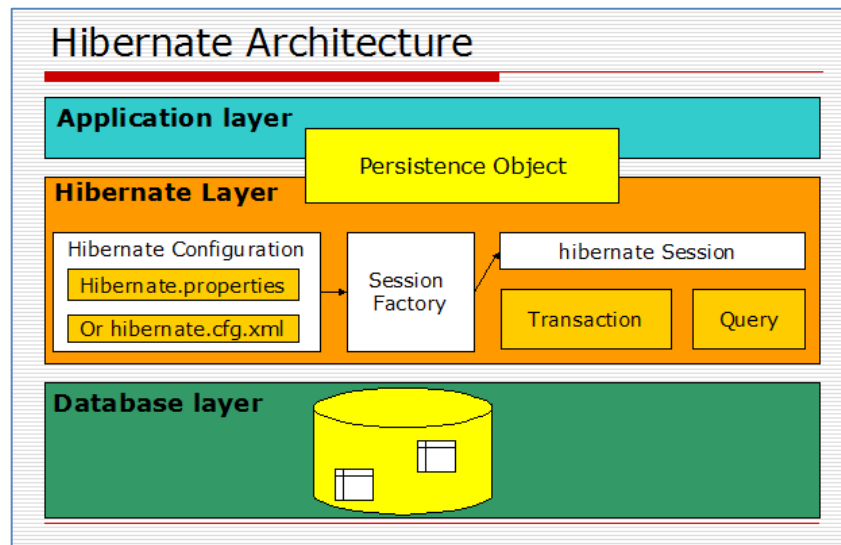 Hibernate Architecture
Application layer
Persistence Object
Hibernate Layer
Hibernate Configuration
Hibernate.properties
Or hibernate.cfg.xml
Session
Factory
hibernate Session
Transaction
Query
Database layer